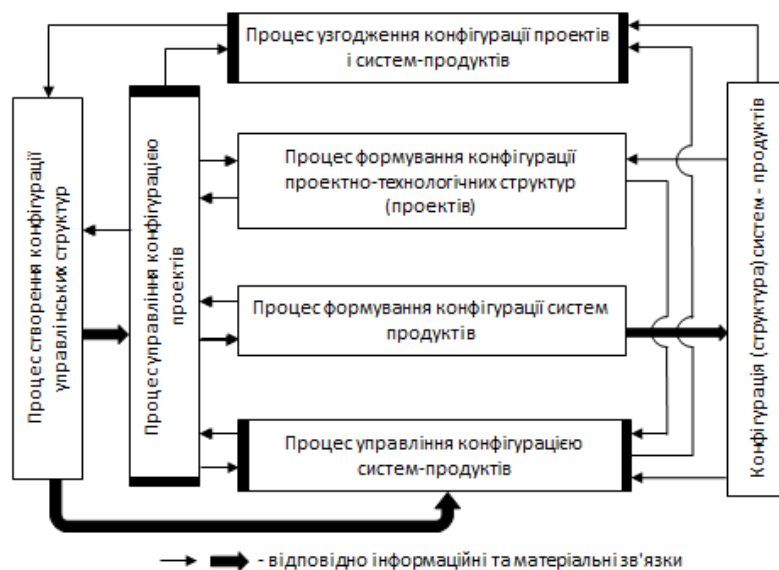 Процес узгодження конфігурації проектів
і систем-продуктів
Процес створення конфігурації
управлінських структур
Процес управління конфігурацією
проектів
Процес формування конфігурації
проектно-технологічних структур
(проектів)
Процес формування конфігурації систем
продуктів
Процес управління конфігурацією
систем-продуктів
Конфігурація (структура) систем - продуктів
- відповідно інформаційні та матеріальні зв'язки